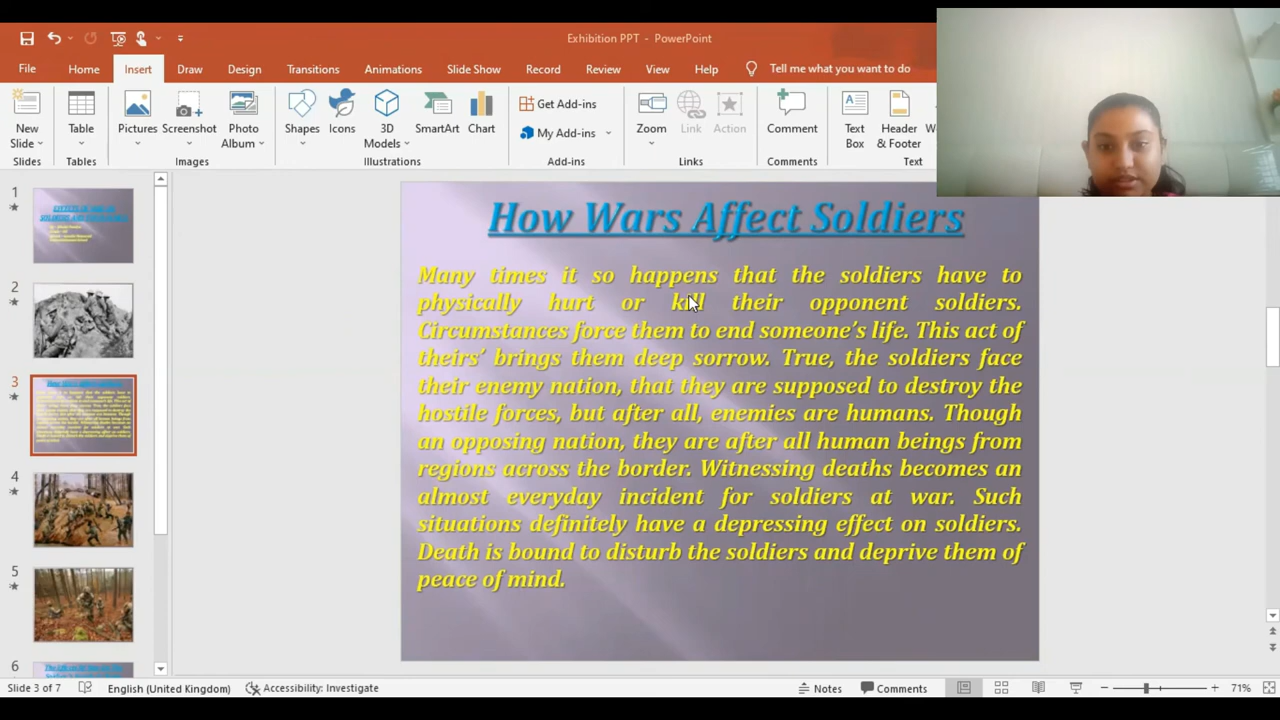 Exhibition PPT - PowerPoint
File Home Insert Draw Design Transitions Animations Slide Show Record Review View Help Tell me what you want to do
New Slide
Table
Pictures
Screenshot
Photo Album
Shapes
Icons
3D Models
SmartArt
Chart
Get Add-ins
My Add-ins
Zoom
Link
Action
Comment
Text Box
Header & Footer
Slides Tables Images Illustrations Add-ins Links Comments Text
1
2
3
4
5
6
How Wars Affect Soldiers
Many times it so happens that the soldiers have to
physically hurt or kill their opponent soldiers.
Circumstances force them to end someone's life. This act of
theirs' brings them deep sorrow. True, the soldiers face
their enemy nation, that they are supposed to destroy the
hostile forces, but after all, enemies are humans. Though
an opposing nation, they are after all human beings from
regions across the border. Witnessing deaths becomes an
almost everyday incident for soldiers at war. Such
situations definitely have a depressing effect on soldiers.
Death is bound to disturb the soldiers and deprive them of
peace of mind.
Slide 3 of 7 English (United Kingdom) Accessibility: Investigate Notes Comments 71%